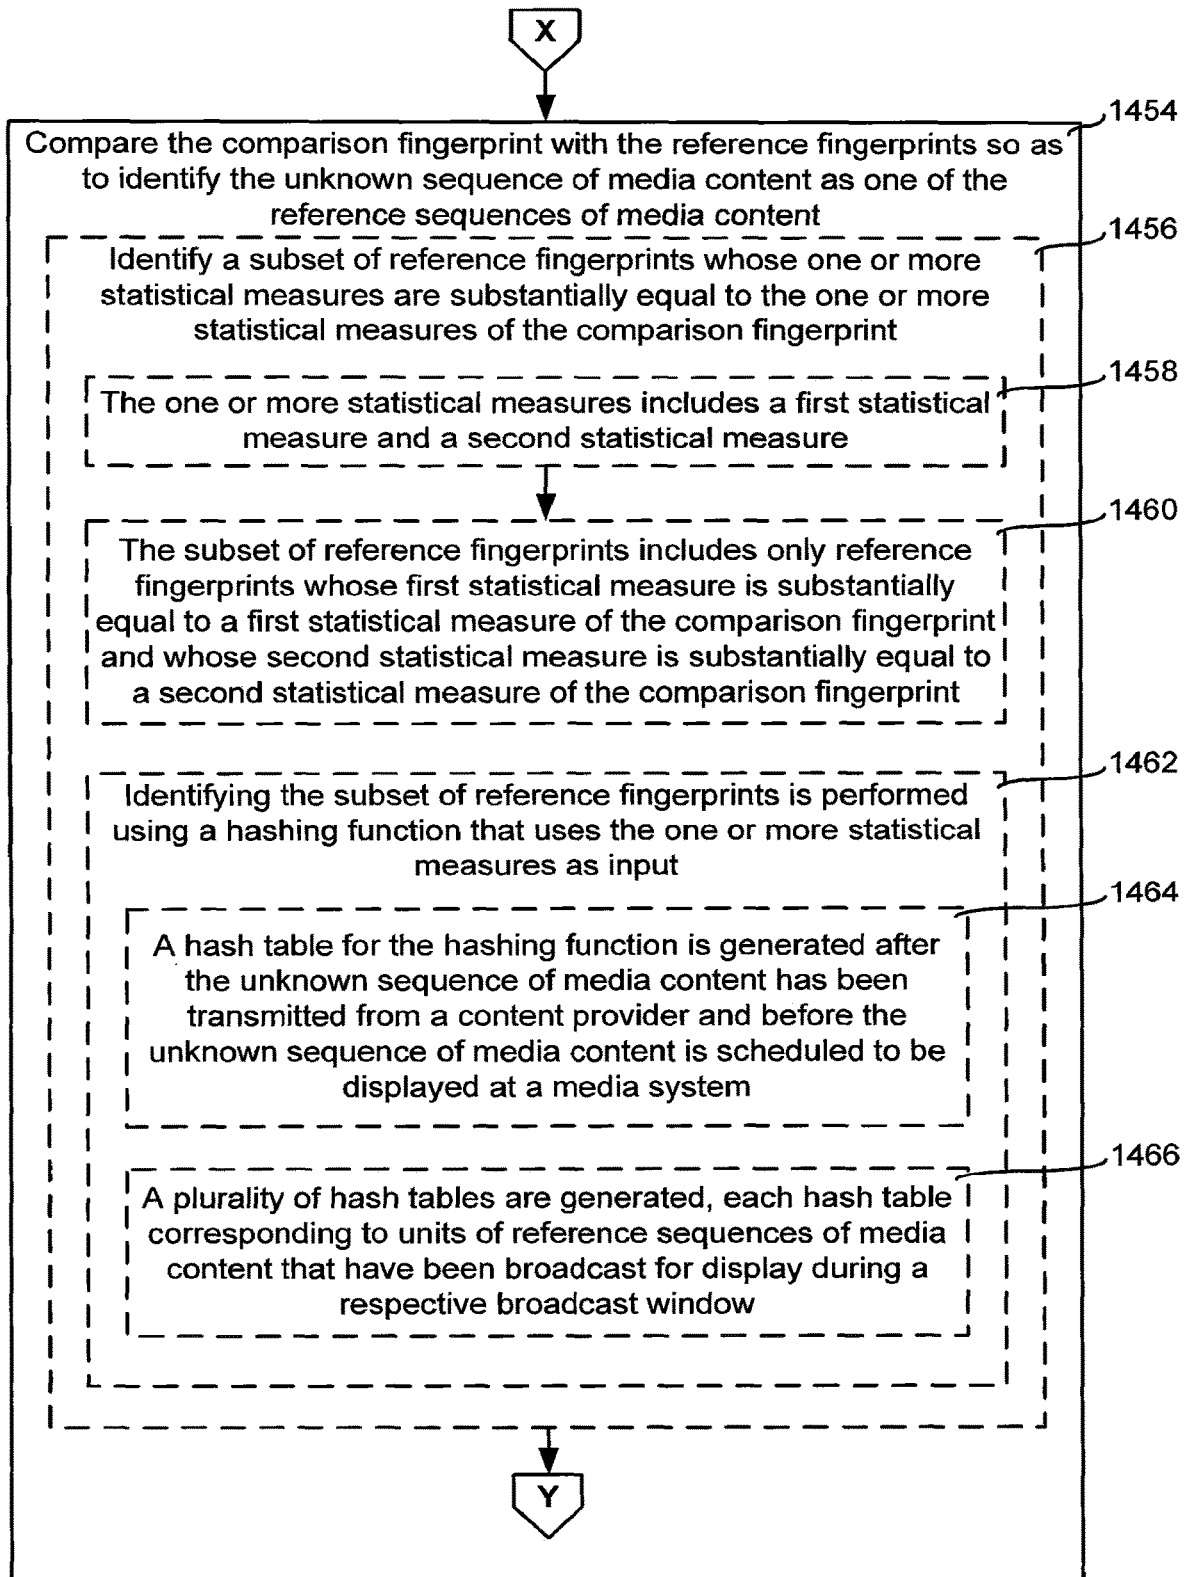 X
1454
Compare the comparison fingerprint with the reference fingerprints so as
to identify the unknown sequence of media content as one of the
reference sequences of media content
1456
Identify a subset of reference fingerprints whose one or more
statistical measures are substantially equal to the one or more
statistical measures of the comparison fingerprint
1458
The one or more statistical measures includes a first statistical
measure and a second statistical measure
1460
The subset of reference fingerprints includes only reference
fingerprints whose first statistical measure is substantially
equal to a first statistical measure of the comparison fingerprint
and whose second statistical measure is substantially equal to
a second statistical measure of the comparison fingerprint
1462
Identifying the subset of reference fingerprints is performed
using a hashing function that uses the one or more statistical
measures as input
1464
A hash table for the hashing function is generated after
the unknown sequence of media content has been
transmitted from a content provider and before the
unknown sequence of media content is scheduled to be
displayed at a media system
1466
A plurality of hash tables are generated, each hash table
corresponding to units of reference sequences of media
content that have been broadcast for display during a
respective broadcast window
Y